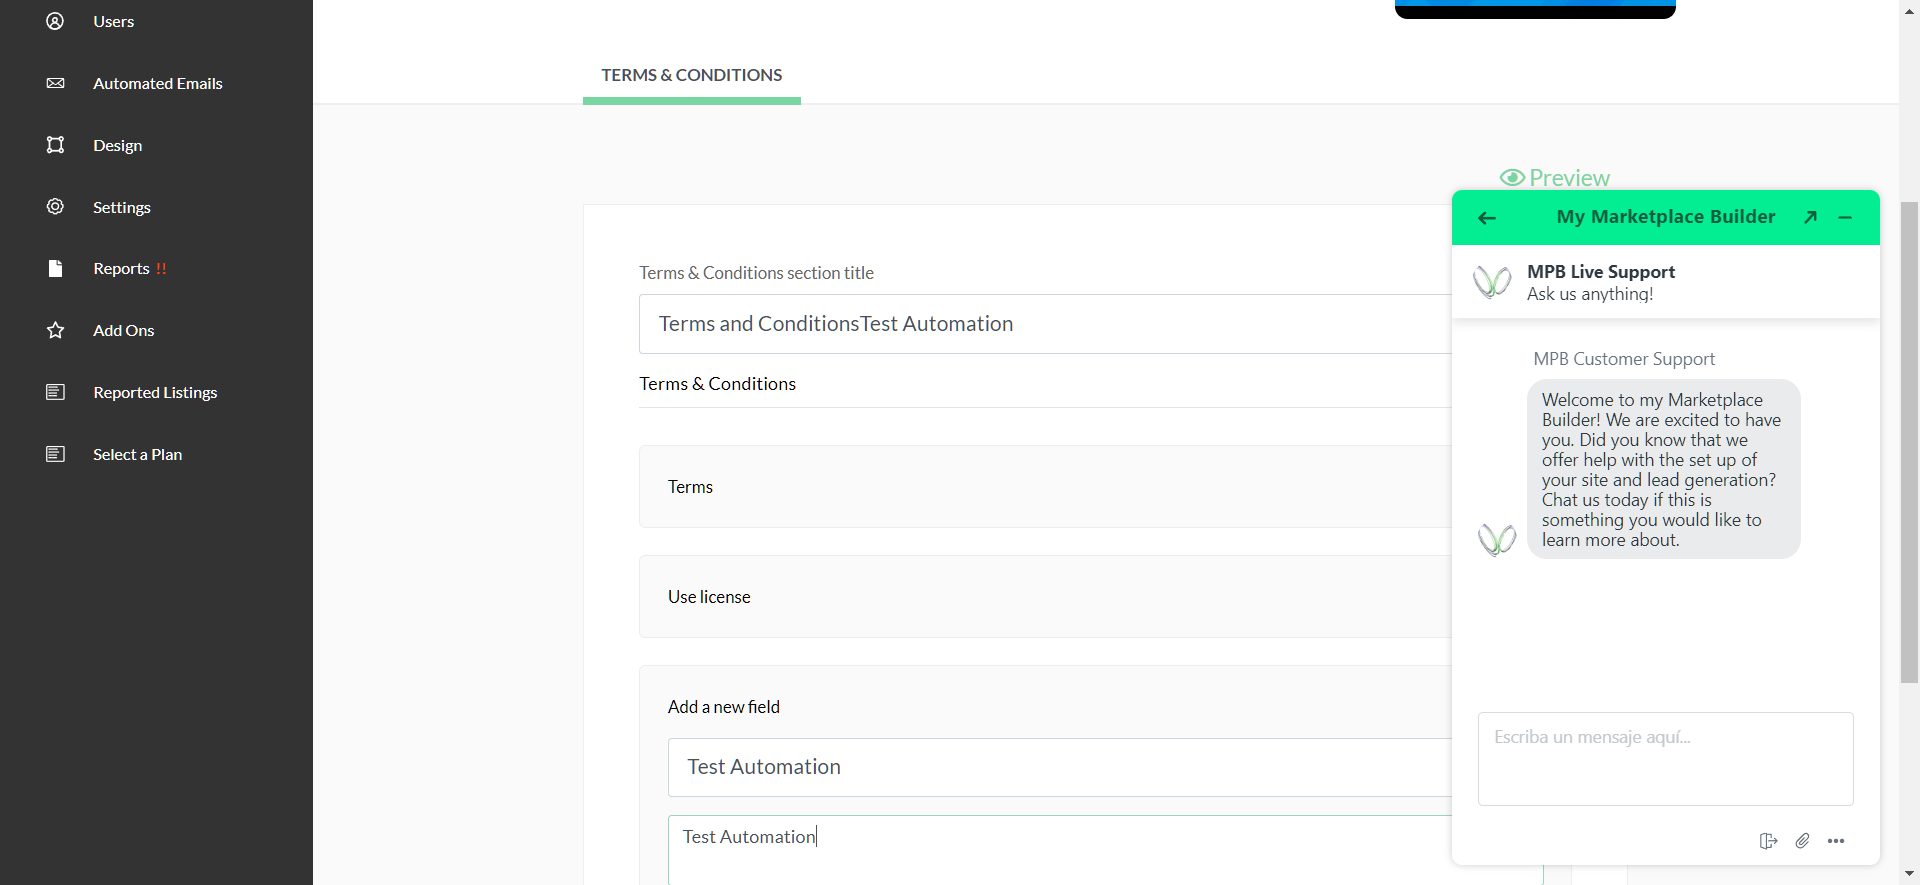 Users
Automated Emails
Design
Settings
Reports !!
Add Ons
Reported Listings
Select a Plan
TERMS & CONDITIONS
Preview
Terms & Conditions section title
Terms and ConditionsTest Automation
Terms & Conditions
Terms
Use license
Add a new field
Test Automation
Test Automation
My Marketplace Builder
MPB Live Support
Ask us anything!
MPB Customer Support
Welcome to my Marketplace
Builder! We are excited to have
you. Did you know that we
offer help with the set up of
your site and lead generation?
Chat us today if this is
something you would like to
learn more about.
Escriba un mensaje aquí...